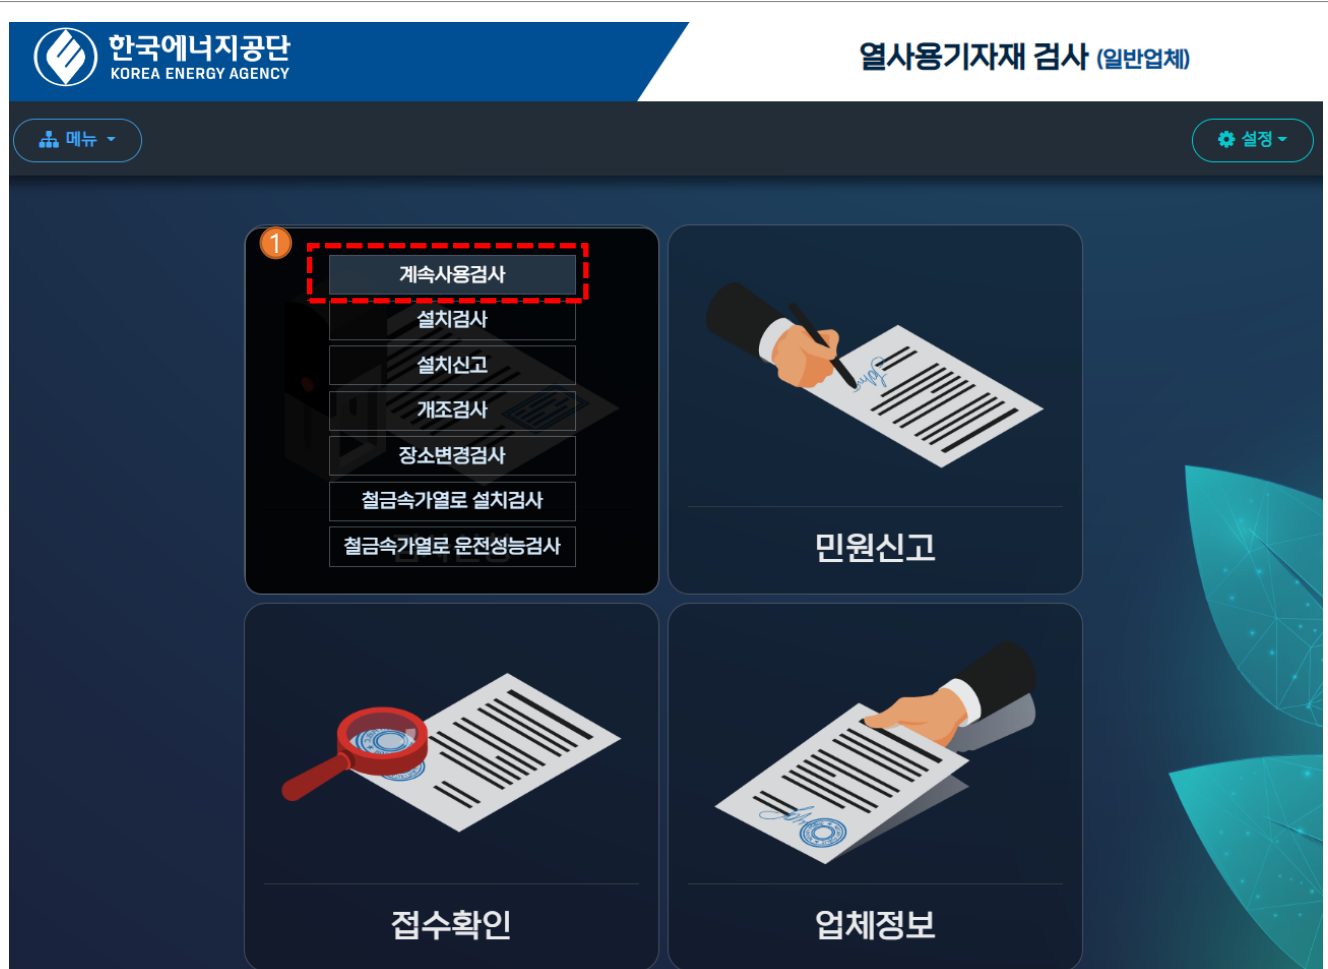 한국에너지공단
KOREA ENERGY AGENCY
열사용기자재 검사 (일반업체)
메뉴
설정
1
계속사용검사
설치검사
설치신고
개조검사
장소변경검사
철금속가열로 설치검사
철금속가열로 운전성능검사
민원신고
접수확인
업체정보